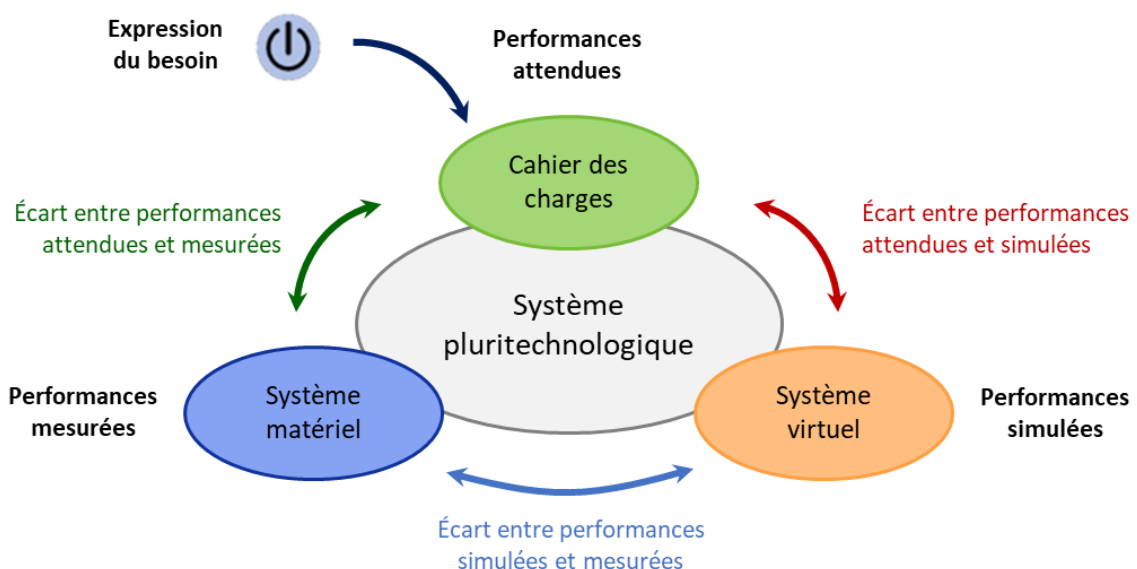 Expression
du besoin
Performances
attendues
Cahier des
charges
Écart entre performances
attendues et mesurées
Écart entre performances
attendues et simulées
Système
pluritechnologique
Performances
mesurées
Système
matériel
Système
virtuel
Performances
simulées
Écart entre performances
simulées et mesurées